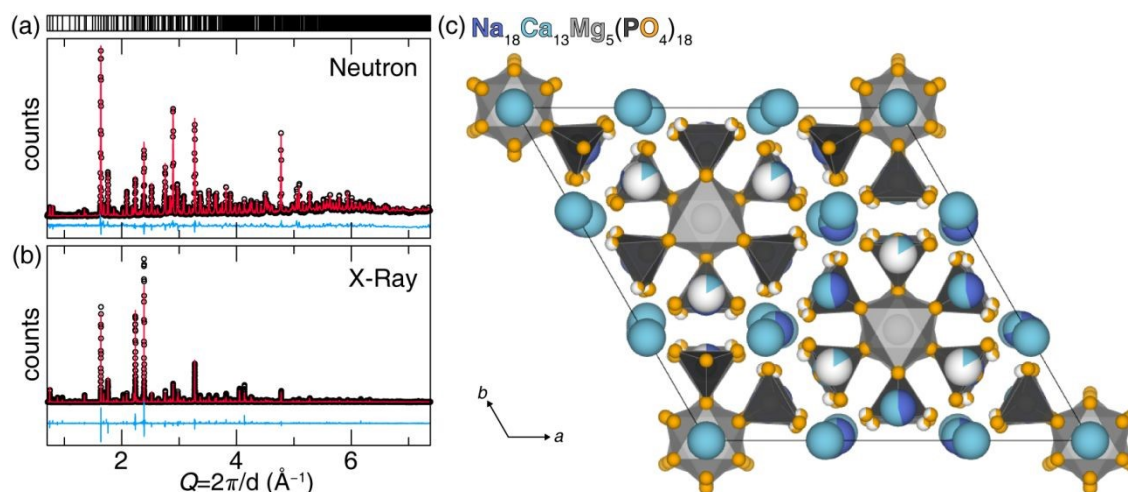 (a)
Neutron
counts
(b)
X-Ray
counts
2 4 6
Q=2π/d (Å⁻¹)
(c) Na₁₈Ca₁₃Mg₅(PO₄)₁₈
b
a